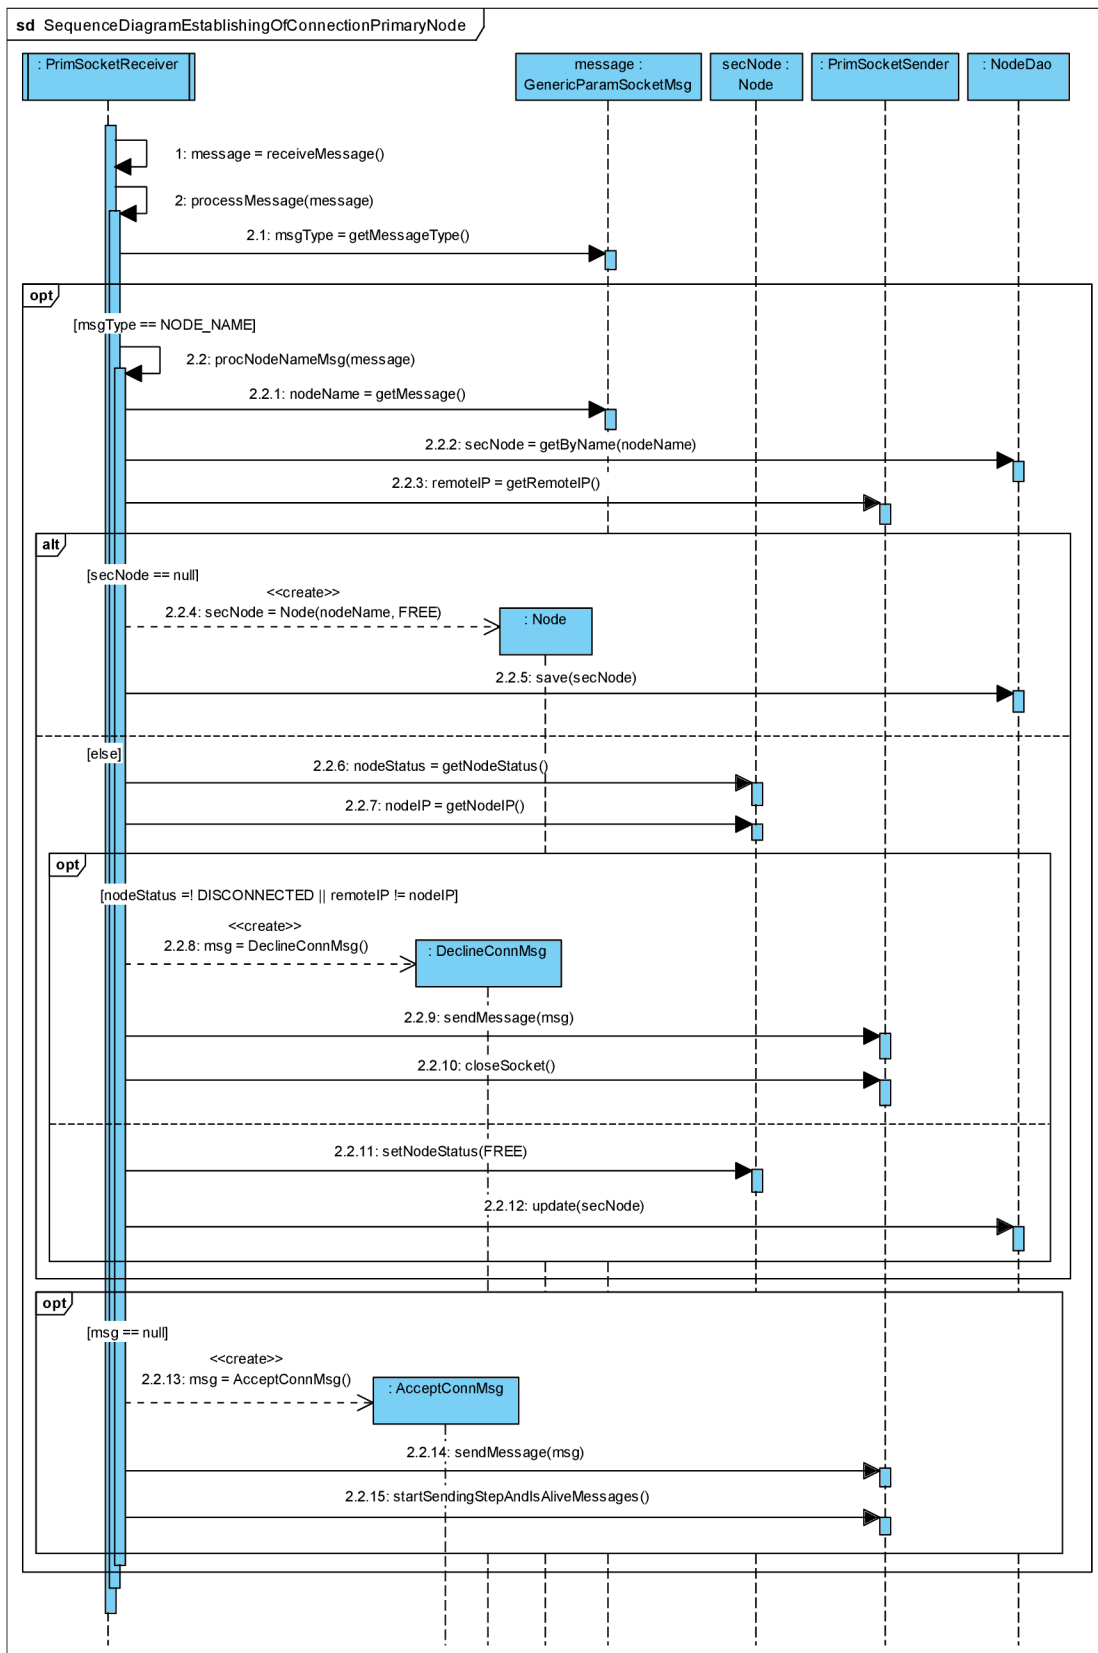 sd SequenceDiagramEstablishingOfConnectionPrimaryNode
: PrimSocketReceiver
message :
GenericParamSocketMsg
secNode :
Node
: PrimSocketSender
: NodeDao
1: message = receiveMessage()
2: processMessage(message)
2.1: msgType = getMessageType()
opt
[msgType == NODE_NAME]
2.2: procNodeNameMsg(message)
2.2.1: nodeName = getMessage()
2.2.2: secNode = getByName(nodeName)
2.2.3: remoteIP = getRemoteIP()
alt
[secNode == null]
<<create>>
2.2.4: secNode = Node(nodeName, FREE)
: Node
2.2.5: save(secNode)
[else]
2.2.6: nodeStatus = getNodeStatus()
2.2.7: nodeIP = getNodeIP()
opt
[nodeStatus =! DISCONNECTED || remoteIP != nodeIP]
<<create>>
2.2.8: msg = DeclineConnMsg()
: DeclineConnMsg
2.2.9: sendMessage(msg)
2.2.10: closeSocket()
2.2.11: setNodeStatus(FREE)
2.2.12: update(secNode)
opt
[msg == null]
<<create>>
2.2.13: msg = AcceptConnMsg()
: AcceptConnMsg
2.2.14: sendMessage(msg)
2.2.15: startSendingStepAndIsAliveMessages()